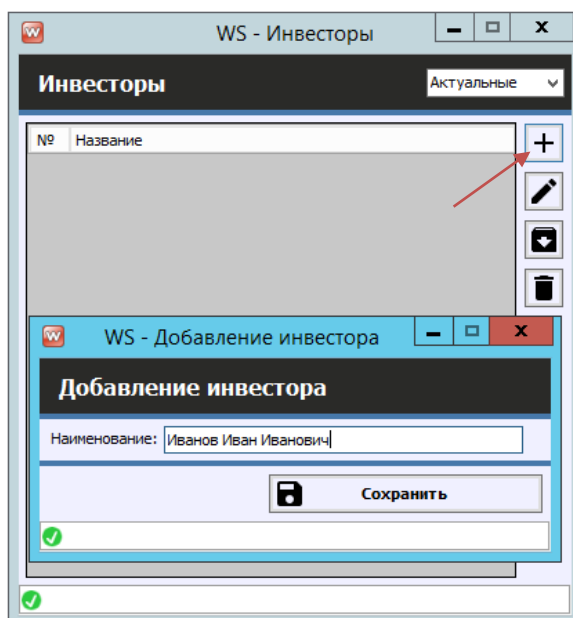 WS - Инвесторы
Инвесторы
Актуальные
№ Название
WS - Добавление инвестора
Добавление инвестора
Наименование: Иванов Иван Иванович
Сохранить